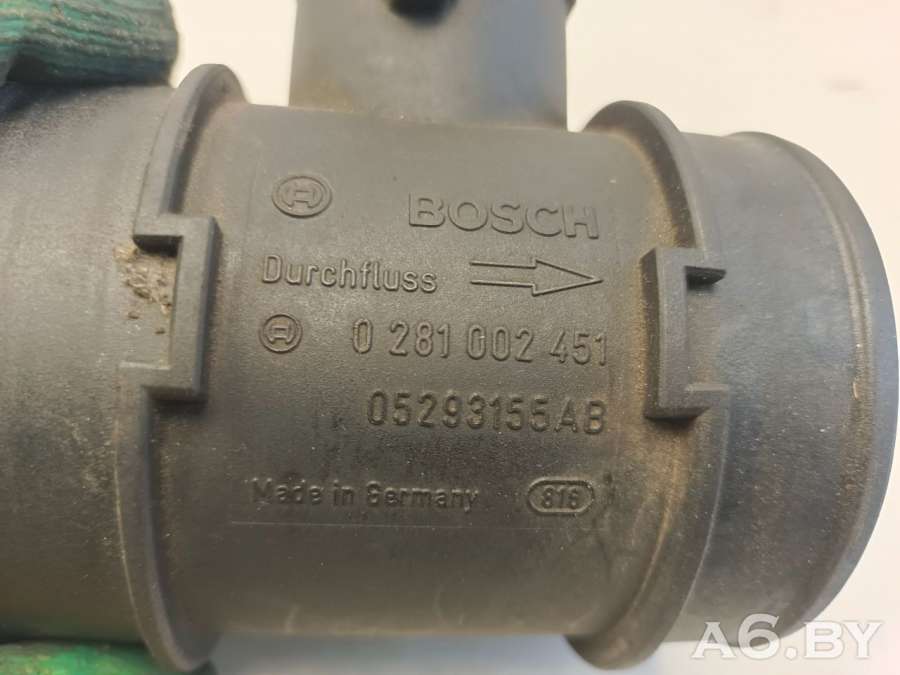 BOSCH
Durchfluss
0 281 002 451
05293155AB
Made in Germany 816
A6.BY